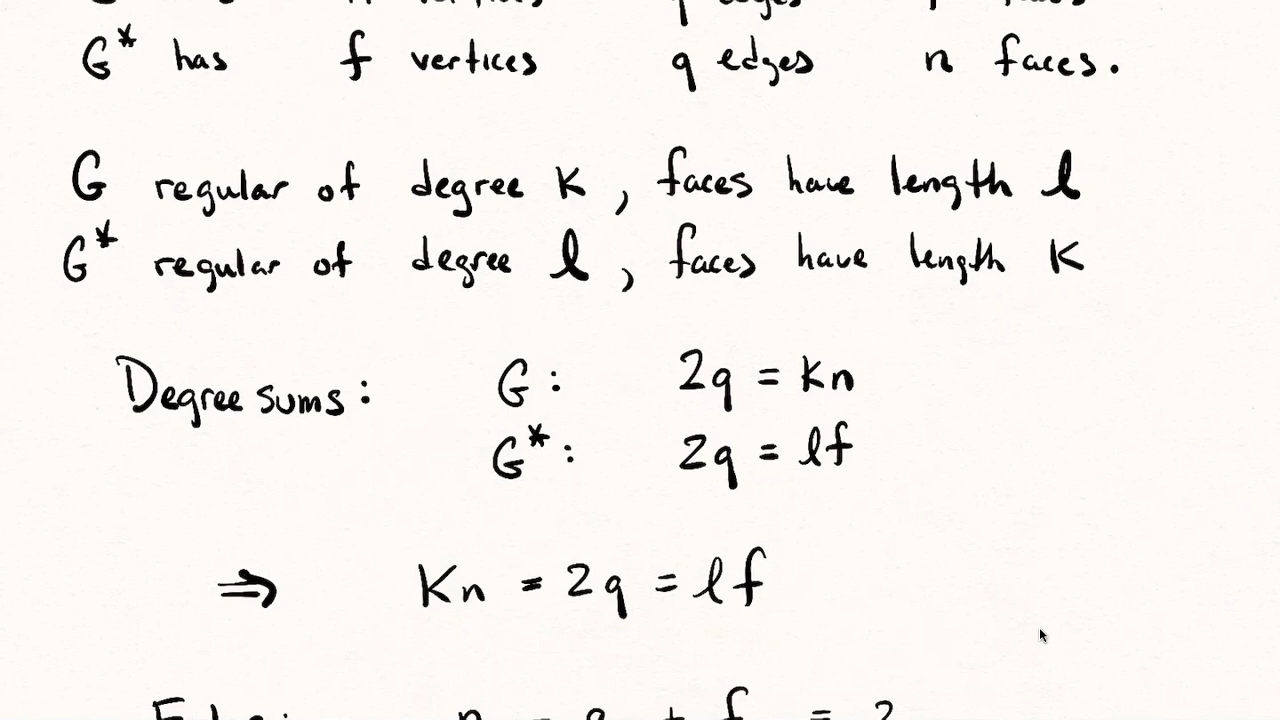 G* has f vertices q edges n faces.
G regular of degree K, faces have length l
G* regular of degree l, faces have length K
Degree sums: G: 2q = Kn
G*: 2q = lf
⇒ Kn = 2q = lf
n - q + f = 2